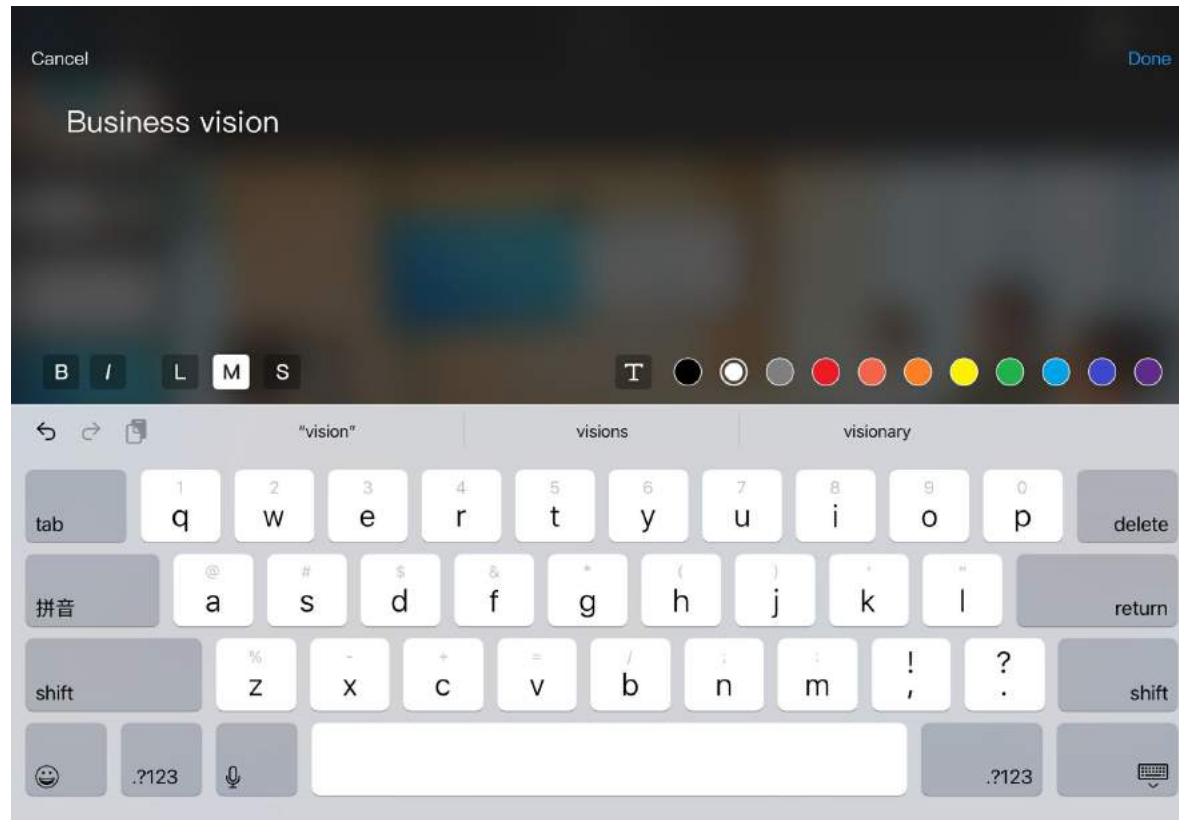 Cancel
Done
Business vision
B I L M S T
"vision" visions visionary
1 2 3 4 5 6 7 8 9 0
tab q w e r t y u i o p delete
@ # $ & * ( ) ' "
拼音 a s d f g h j k l return
% - + = / ; : ! ?
shift z x c v b n m , . shift
.?123 .?123